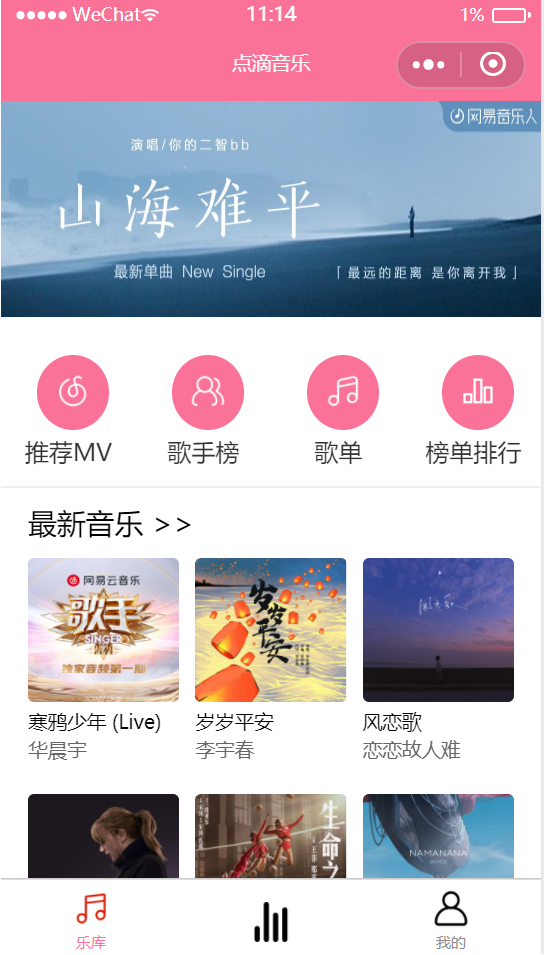 WeChat 11:14 1%
点滴音乐
网易音乐人
演唱/你的二智bb
山海难平
最新单曲 New Single
「最远的距离 是你离开我」
推荐MV 歌手榜 歌单 榜单排行
最新音乐 >>
网易云音乐
歌手
SINGER
独家音频第一期
岁岁平安
风恋歌
寒鸦少年 (Live) 岁岁平安 风恋歌
华晨宇 李宇春 恋恋故人难
生命之
NAMANANA
乐库 我的